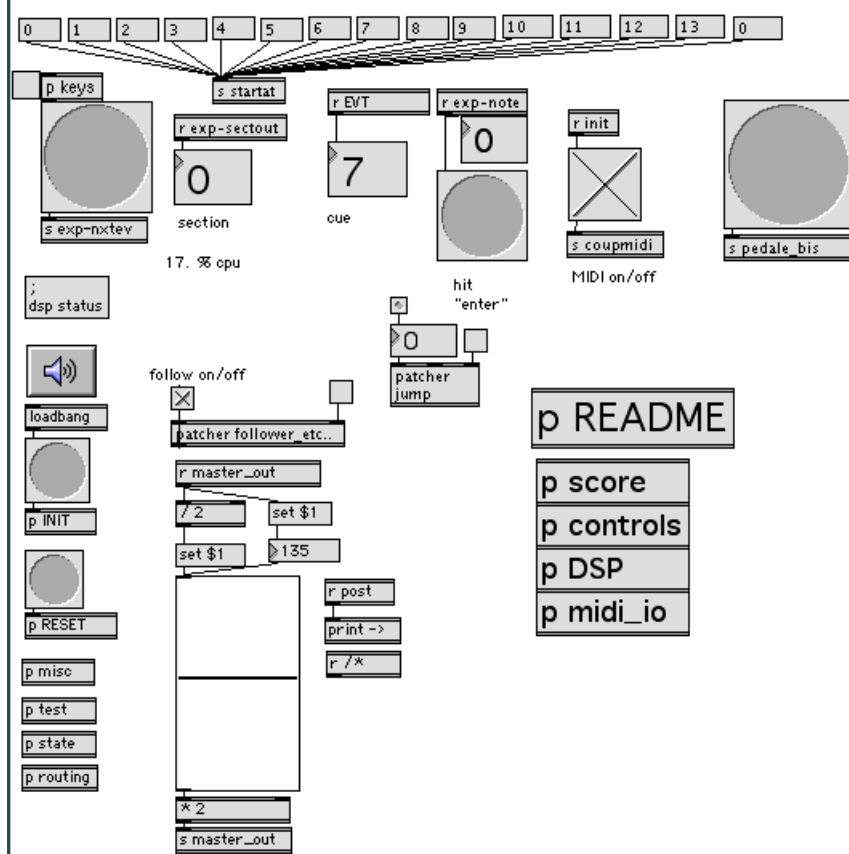 0 1 2 3 4 5 6 7 8 9 10 11 12 13 0
p keys
s startat
r EVT
r exp-note
r exp-sectout
r init
0
0
7
s exp-nxtev
section
cue
s coupmidi
s pedale_bis
17. % cpu
hit
"enter"
MIDI on/off
;
dsp status
0
follow on/off
patcher
jump
loadbang
p README
patcher follower_etc..
r master_out
p score
/ 2
set $1
p INIT
p controls
set $1
135
p DSP
r post
p midi_io
p RESET
print ->
r /*
p misc
p test
p state
p routing
* 2
s master_out